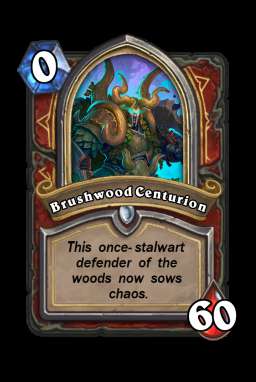 0
Brushwood Centurion
This once-stalwart
defender of the
woods now sows
chaos.
60